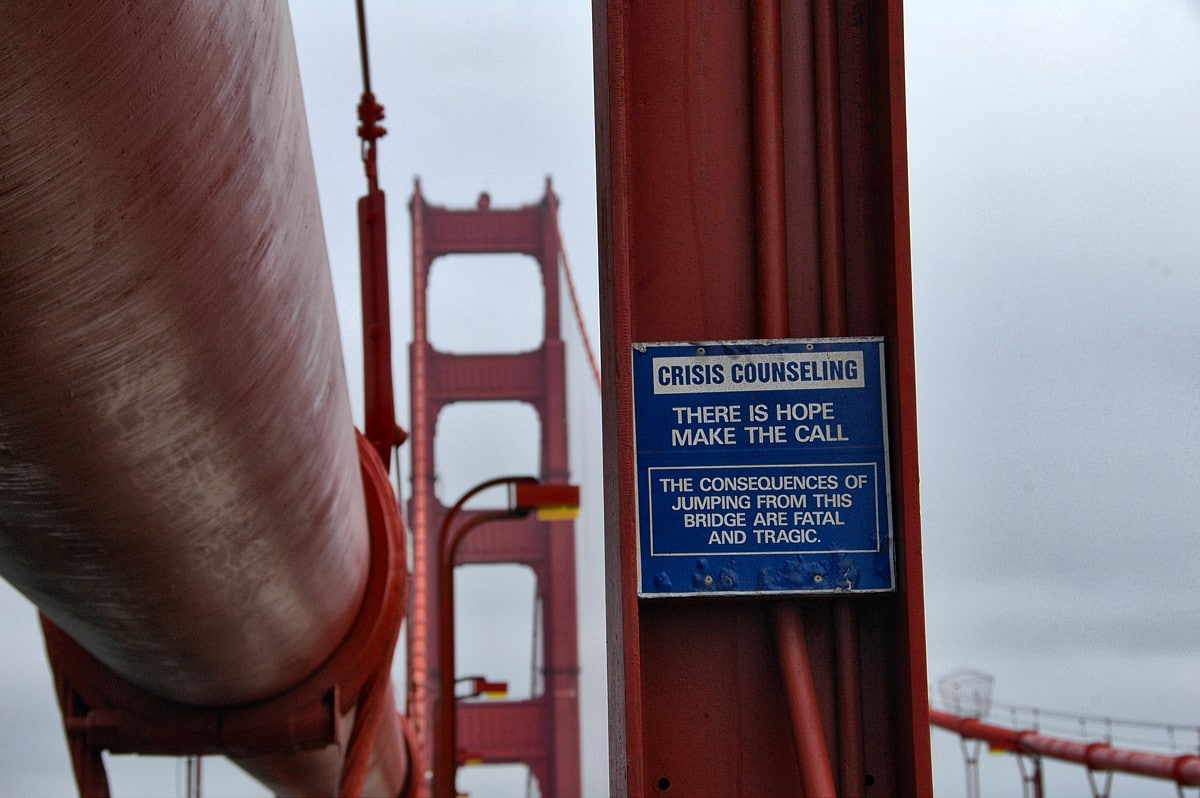 CRISIS COUNSELING
THERE IS HOPE
MAKE THE CALL
THE CONSEQUENCES OF
JUMPING FROM THIS
BRIDGE ARE FATAL
AND TRAGIC.